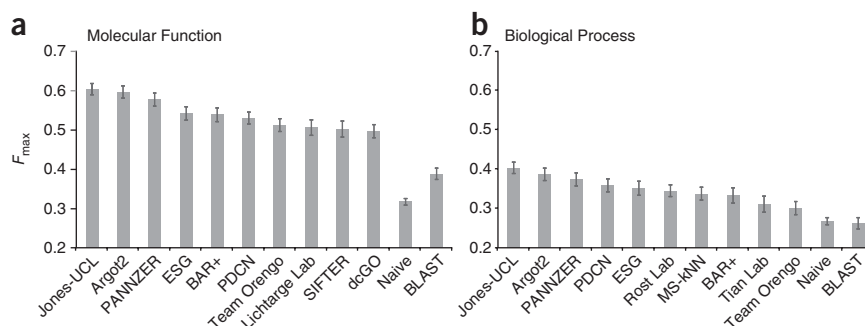 a Molecular Function
0.7
0.6
0.5
0.4
0.3
0.2
Fmax
Jones-UCL
Argot2
PANNZER
ESG
BAR+
PDCN
Team Orengo
Lichtarge Lab
SIFTER
dcGO
Naive
BLAST
b Biological Process
0.7
0.6
0.5
0.4
0.3
0.2
Jones-UCL
Argot2
PANNZER
PDCN
ESG
Rost Lab
MS-kNN
BAR+
Tian Lab
Team Orengo
Naive
BLAST